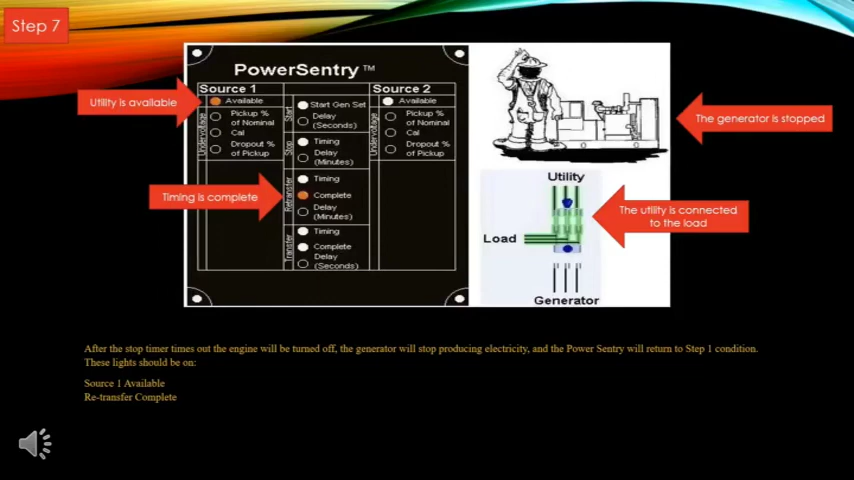 Step 7
PowerSentry ™
Source 1
Source 2
Utility is available
Available
Undervoltage
Pickup %
of Nominal
Cal
Dropout %
of Pickup
Start
Start Gen Set
Delay
(Seconds)
Stop
Timing
Delay
(Minutes)
Retransfer
Timing
Complete
Delay
(Minutes)
Transfer
Timing
Complete
Delay
(Seconds)
Available
Undervoltage
Pickup %
of Nominal
Cal
Dropout %
of Pickup
Timing is complete
The generator is stopped
Utility
The utility is connected
to the load
Load
Generator
After the stop timer times out the engine will be turned off, the generator will stop producing electricity, and the Power Sentry will return to Step 1 condition.
These lights should be on:
Source 1 Available
Re-transfer Complete